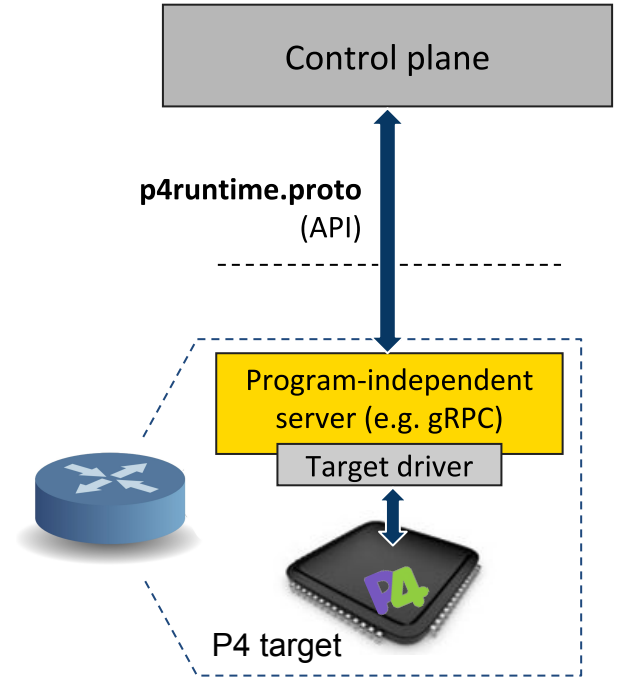 Control plane
p4runtime.proto
(API)
Program-independent
server (e.g. gRPC)
Target driver
P4
P4 target